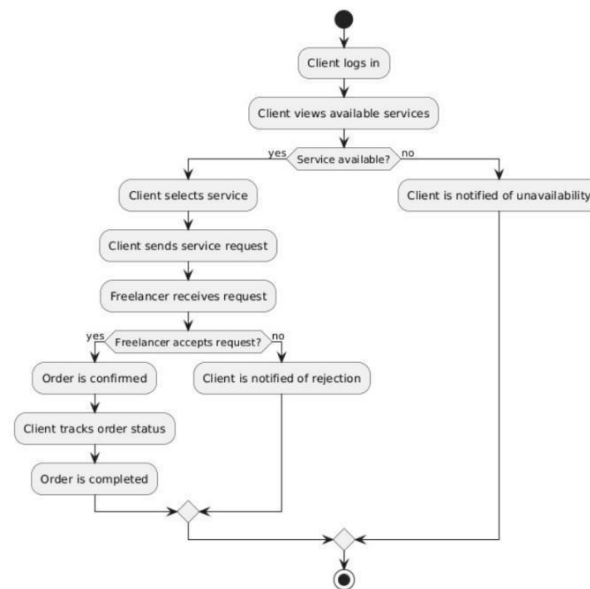 Client logs in
Client views available services
yes
Service available?
no
Client selects service
Client is notified of unavailability
Client sends service request
Freelancer receives request
yes
Freelancer accepts request?
no
Order is confirmed
Client is notified of rejection
Client tracks order status
Order is completed